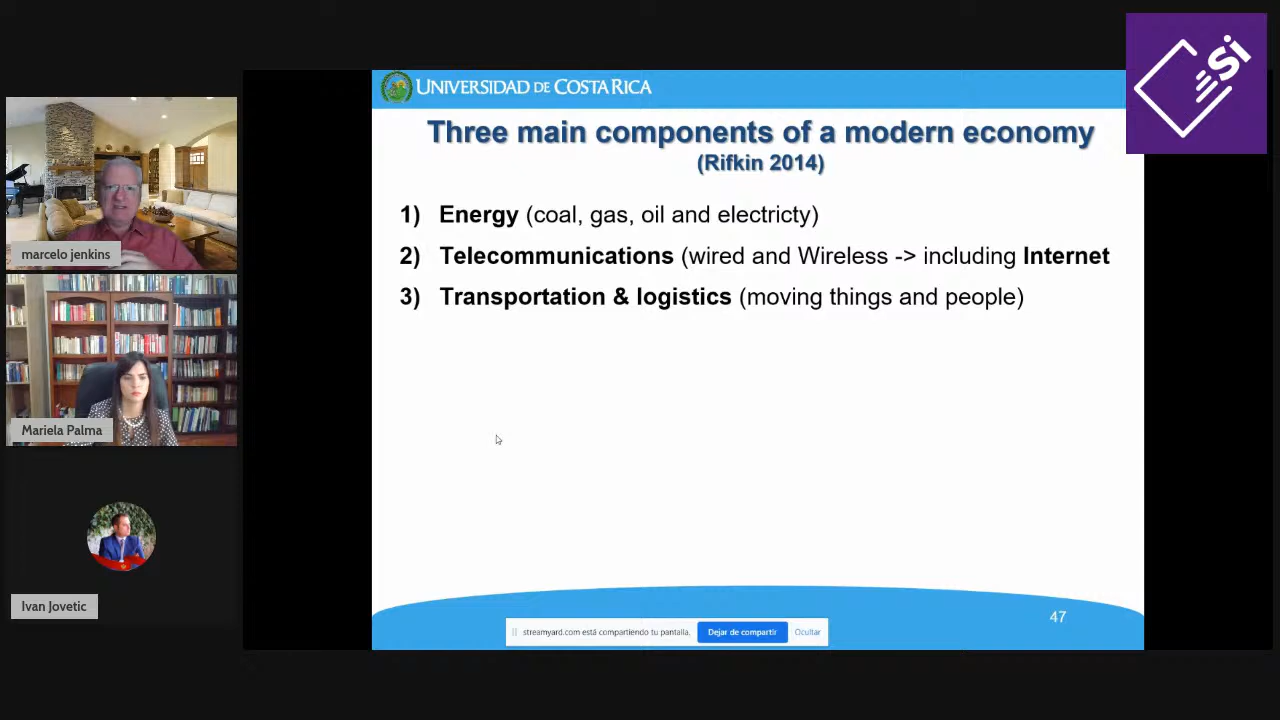 Si
UNIVERSIDAD DE COSTA RICA
Three main components of a modern economy
(Rifkin 2014)
1) Energy (coal, gas, oil and electricty)
2) Telecommunications (wired and Wireless -> including Internet
3) Transportation & logistics (moving things and people)
marcelo jenkins
Mariela Palma
Ivan Jovetic
47
streamyard.com está compartiendo tu pantalla. Dejar de compartir Ocultar